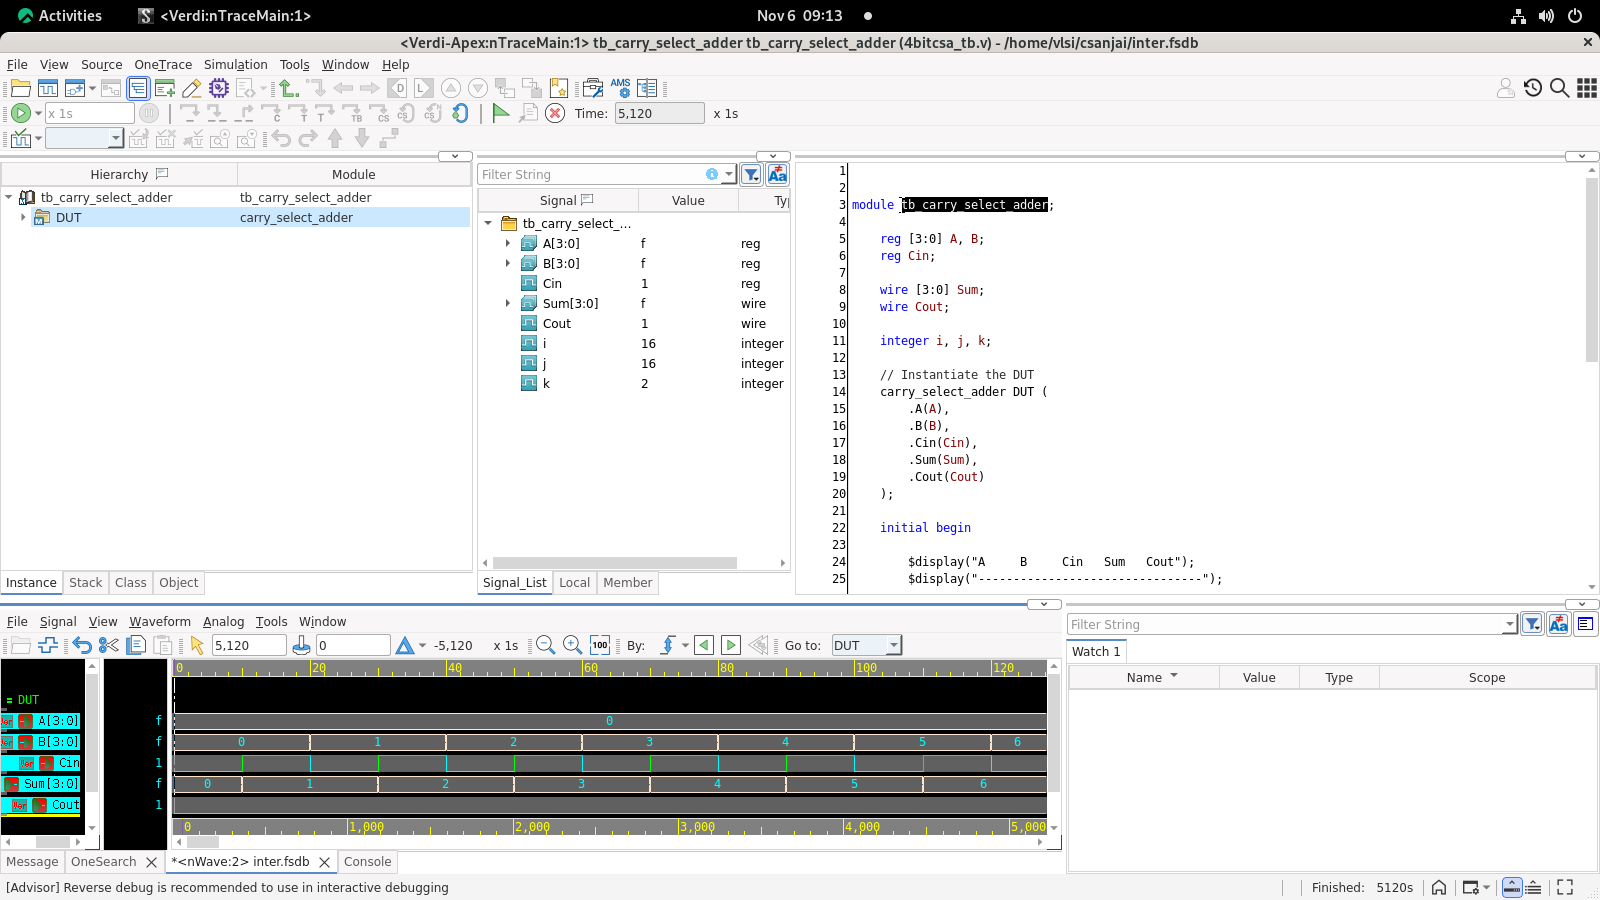 Activities
<Verdi:nTraceMain:1>
Nov 6 09:13
<Verdi-Apex:nTraceMain:1> tb_carry_select_adder tb_carry_select_adder (4bitcsa_tb.v) - /home/vlsi/csanjai/inter.fsdb
File View Source OneTrace Simulation Tools Window Help
AMS
x 1s
Time: 5,120 x 1s
Hierarchy Module
tb_carry_select_adder tb_carry_select_adder
DUT carry_select_adder
Instance Stack Class Object
Filter String
Signal Value Ty
tb_carry_select_...
A[3:0] f reg
B[3:0] f reg
Cin 1 reg
Sum[3:0] f wire
Cout 1 wire
i 16 integer
j 16 integer
k 2 integer
Signal_List Local Member
1
2
3 module tb_carry_select_adder;
4
5 reg [3:0] A, B;
6 reg Cin;
7
8 wire [3:0] Sum;
9 wire Cout;
10
11 integer i, j, k;
12
13 // Instantiate the DUT
14 carry_select_adder DUT (
15 .A(A),
16 .B(B),
17 .Cin(Cin),
18 .Sum(Sum),
19 .Cout(Cout)
20 );
21
22 initial begin
23
24 $display("A     B     Cin   Sum   Cout");
25 $display("--------------------------------");
File Signal View Waveform Analog Tools Window
5,120 0 -5,120 x 1s 100 By: Go to: DUT
0 20 40 60 80 100 120
= DUT
A[3:0] f 0
B[3:0] f 0 1 2 3 4 5 6
Cin 1
Sum[3:0] f 0 1 2 3 4 5 6
Cout 1
0 1,000 2,000 3,000 4,000 5,000
Message OneSearch *<nWave:2> inter.fsdb Console
Filter String
Watch 1
Name Value Type Scope
[Advisor] Reverse debug is recommended to use in interactive debugging
Finished: 5120s